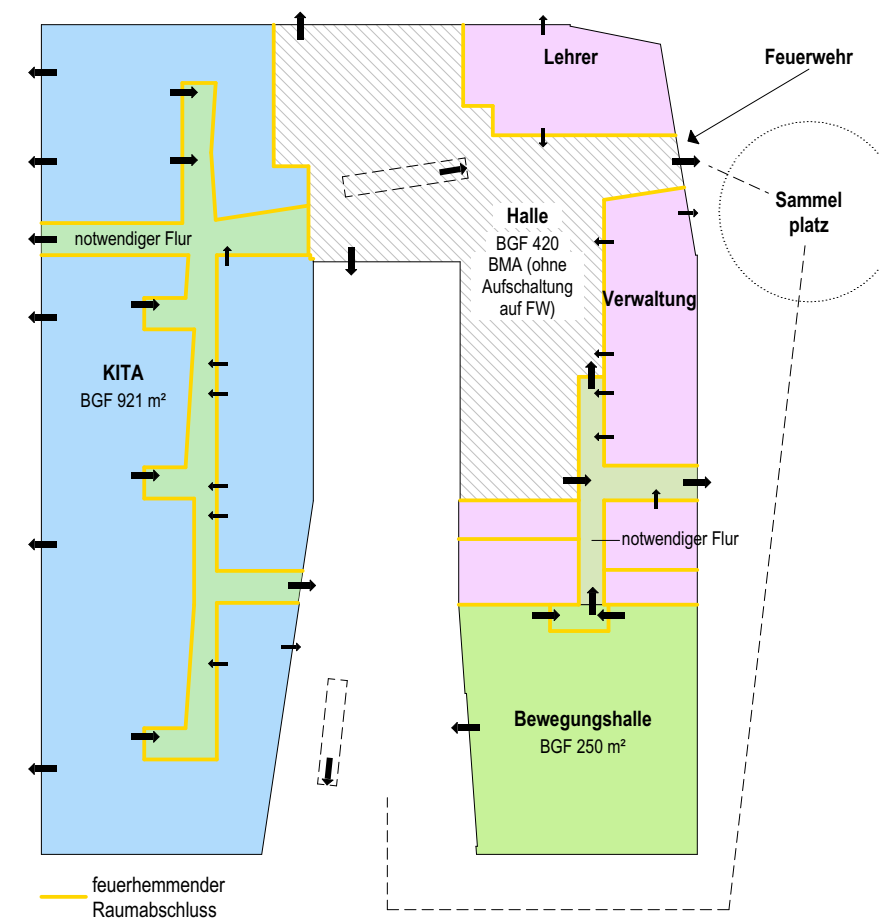 Lehrer
Feuerwehr
Sammel
platz
Halle
BGF 420
BMA (ohne
Aufschaltung
auf FW)
notwendiger Flur
Verwaltung
KITA
BGF 921 m²
notwendiger Flur
Bewegungshalle
BGF 250 m²
feuerhemmender
Raumabschluss